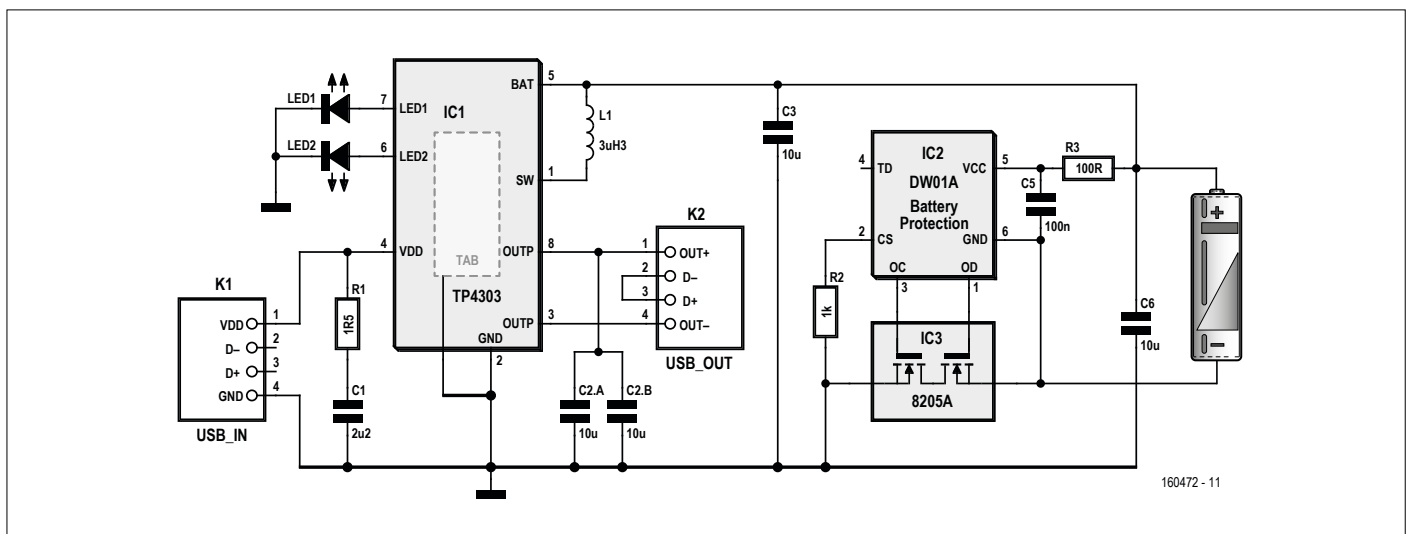 LED1
LED2
7
6
LED1
LED2
IC1
BAT
5
L1
3uH3
SW
1
C3
10u
4
VDD
TAB
TP4303
OUTP
8
OUTP
3
GND
2
K2
1
OUT+
2
D–
3
D+
4
OUT–
USB_OUT
K1
VDD
1
D–
2
D+
3
GND
4
USB_IN
R1
1R5
C1
2u2
C2.A
10u
C2.B
10u
IC2
DW01A
Battery
Protection
4
TD
VCC
5
2
CS
GND
6
OC
OD
3
1
R3
100R
C5
100n
R2
1k
IC3
8205A
C6
10u
+
–
160472 - 11